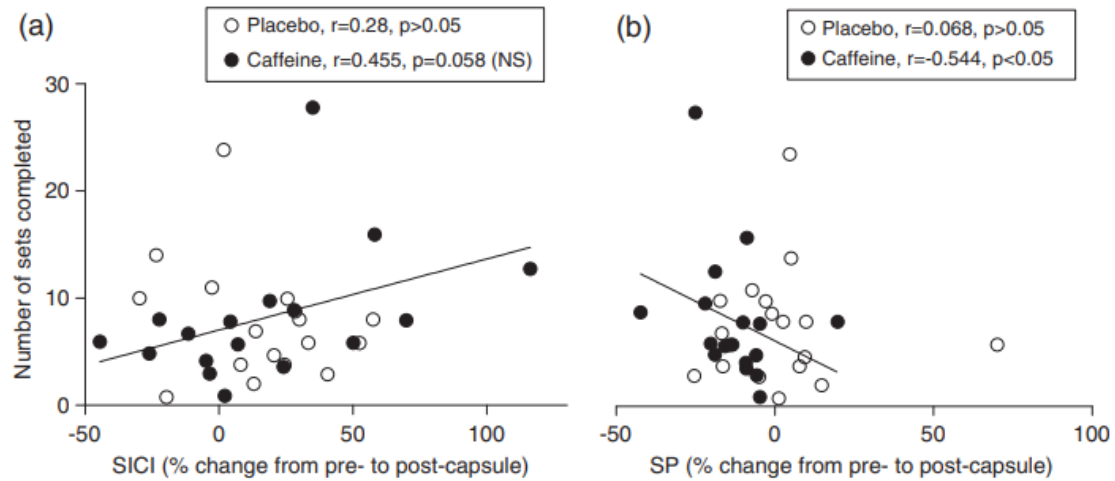 (a)
Placebo, r=0.28, p>0.05
Caffeine, r=0.455, p=0.058 (NS)
30
20
10
0
Number of sets completed
-50
0
50
100
SICI (% change from pre- to post-capsule)
(b)
Placebo, r=0.068, p>0.05
Caffeine, r=-0.544, p<0.05
-50
0
50
100
SP (% change from pre- to post-capsule)